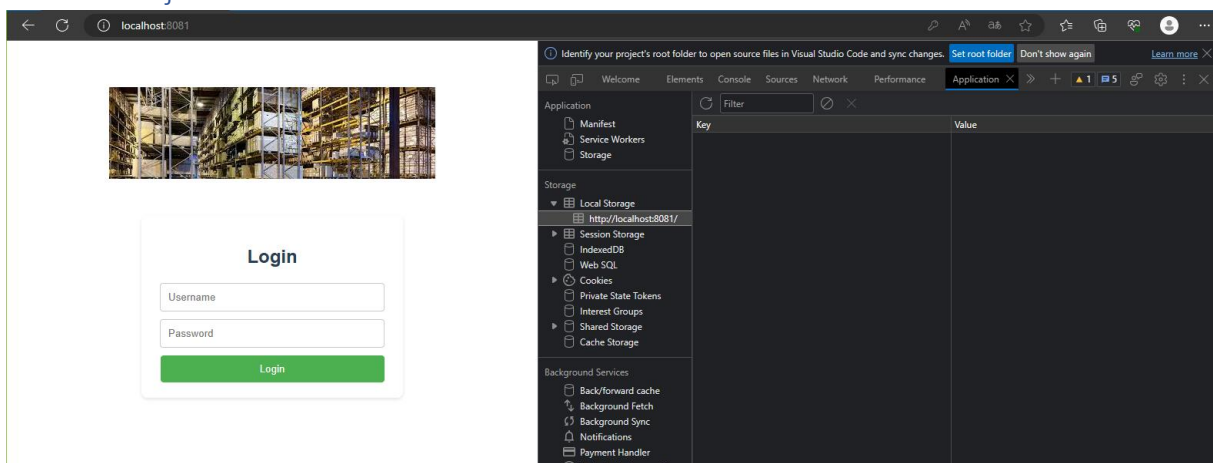 localhost:8081
Identify your project's root folder to open source files in Visual Studio Code and sync changes. Set root folder Don't show again Learn more
Welcome Elements Console Sources Network Performance Application 1 5
Login
Username
Password
Login
Application
Manifest
Service Workers
Storage
Storage
Local Storage
http://localhost:8081/
Session Storage
IndexedDB
Web SQL
Cookies
Private State Tokens
Interest Groups
Shared Storage
Cache Storage
Background Services
Back/forward cache
Background Fetch
Background Sync
Notifications
Payment Handler
Filter
Key Value